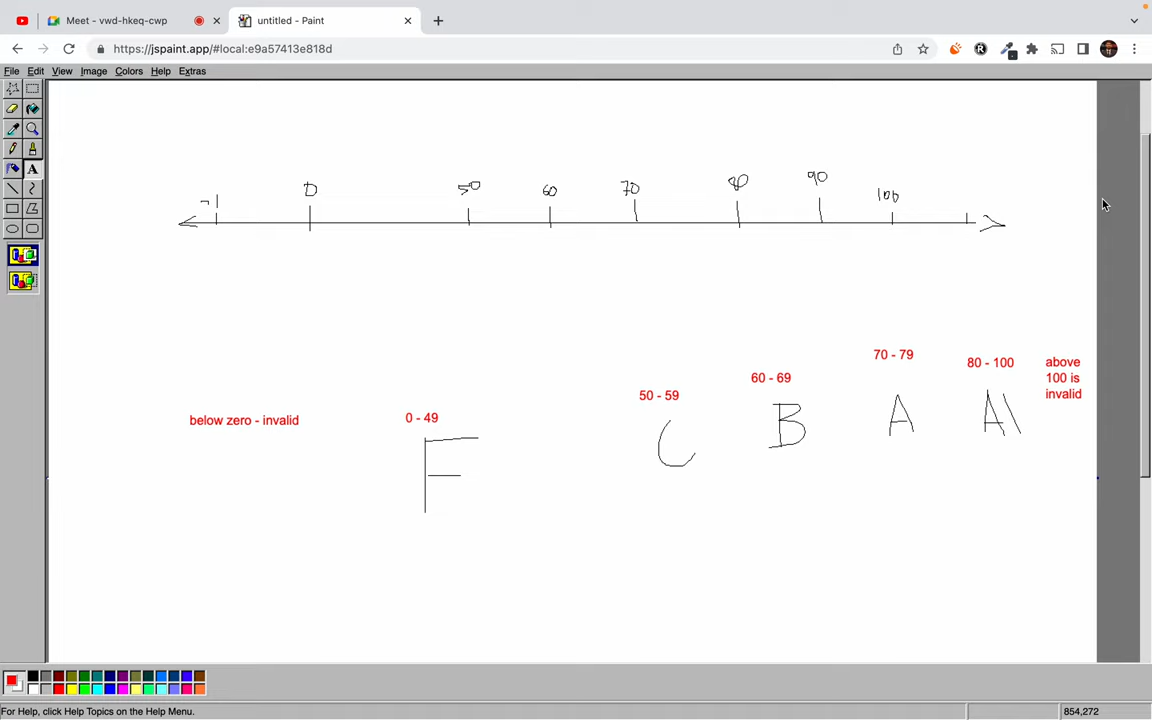 Meet - vwd-hkeq-cwp
untitled - Paint
https://jspaint.app/#local:e9a57413e818d
File Edit View Image Colors Help Extras
-1 0 50 60 70 80 90 100
below zero - invalid
0 - 49
50 - 59
60 - 69
70 - 79
80 - 100
above
100 is
invalid
F C B A A\
For Help, click Help Topics on the Help Menu.
854,272